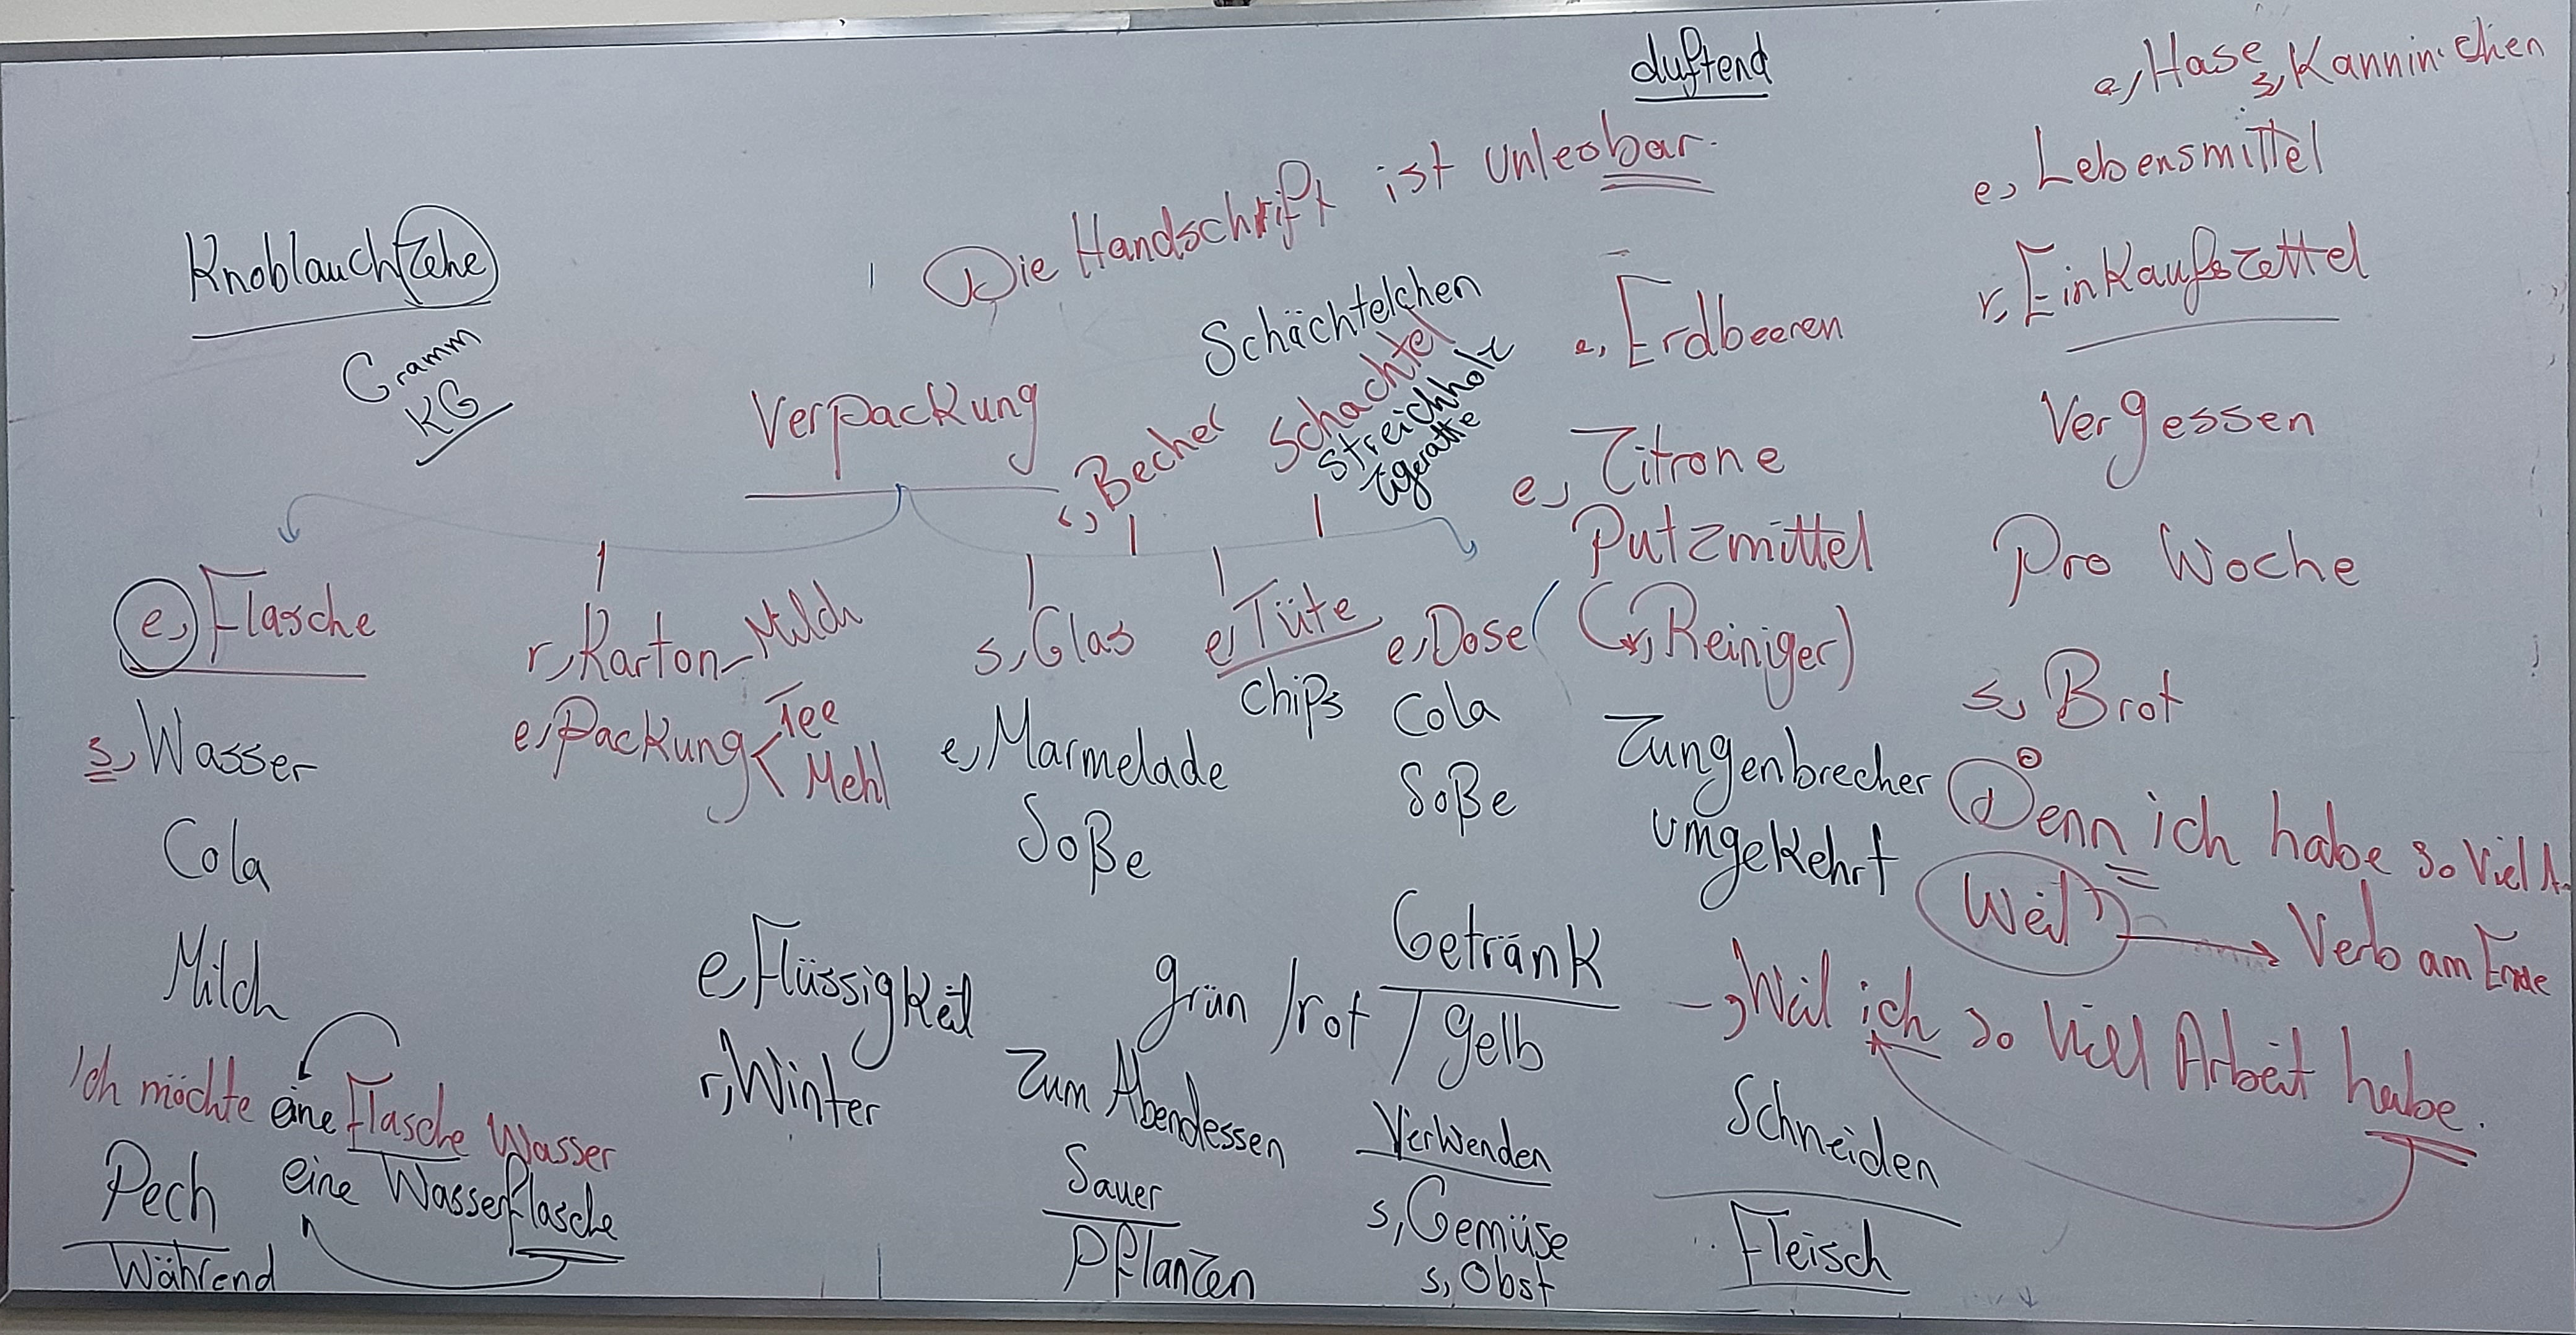 duftend
e, Hase s, Kanninchen
Die Handschrift ist unlesbar.
e, Lebensmittel
Knoblauchzehe
r, Einkaufszettel
Gramm
KG
Schächtelchen
Schachtel
Streichholz
Zigeratte
e, Erdbeeren
Verpackung
r, Becher
Vergessen
e, Zitrone
Putzmittel
(r, Reiniger)
Pro Woche
e, Flasche
s, Wasser
Cola
Milch
r, Karton - Milch
e, Packung < Tee
Mehl
s, Glas
e, Marmelade
Soße
e, Tüte
Chips
e, Dose
Cola
Soße
Zungenbrecher
umgekehrt
s, Brot
Denn ich habe so viel A.
Weil → Verb am Ende
-, Weil ich so viel Arbeit habe.
e, Flüssigkeit
r, Winter
Getränk
grün / rot / gelb
Zum Abendessen
Sauer
Pflanzen
Verwenden
s, Gemüse
s, Obst
Schneiden
Fleisch
Ich möchte eine Flasche Wasser
eine Wasserflasche
Pech
Während